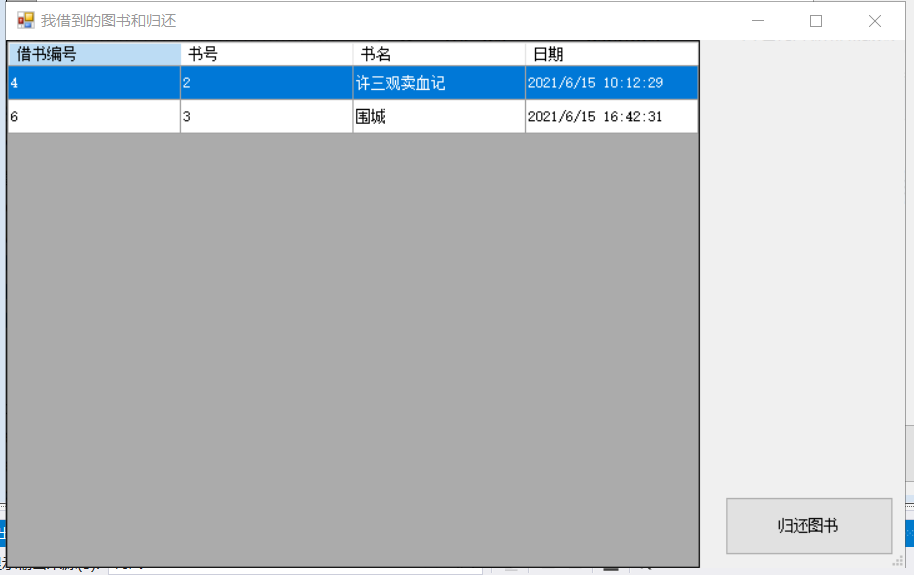 我借到的图书和归还
借书编号 书号 书名 日期
4 2 许三观卖血记 2021/6/15 10:12:29
6 3 围城 2021/6/15 16:42:31
归还图书